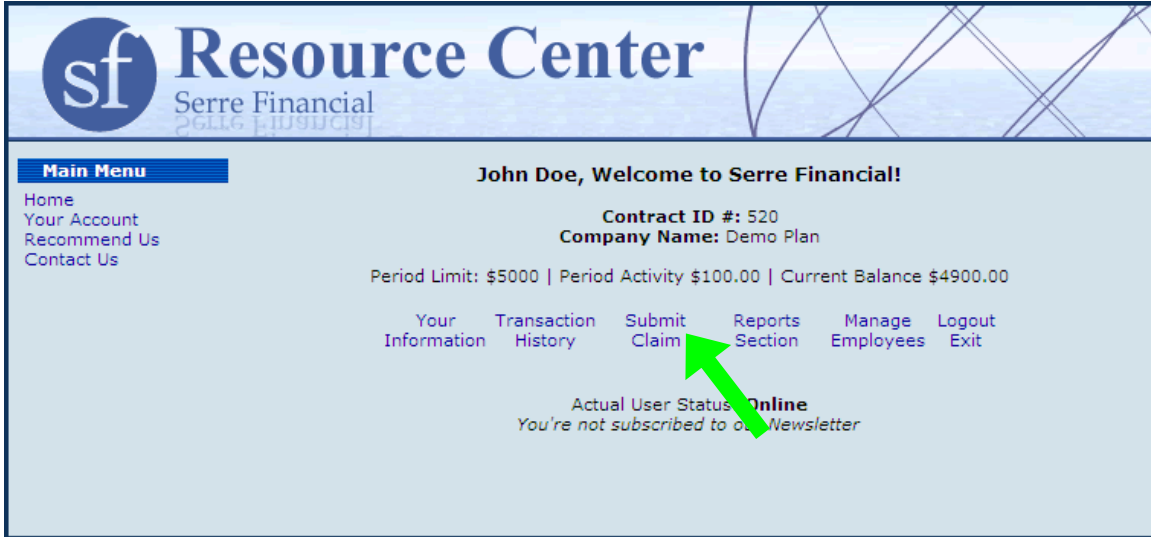 sf
Resource Center
Serre Financial
Main Menu
Home
Your Account
Recommend Us
Contact Us
John Doe, Welcome to Serre Financial!
Contract ID #: 520
Company Name: Demo Plan
Period Limit: $5000 | Period Activity $100.00 | Current Balance $4900.00
Your Information Transaction History Submit Claim Reports Section Manage Employees Logout Exit
Actual User Status Online
You're not subscribed to our Newsletter